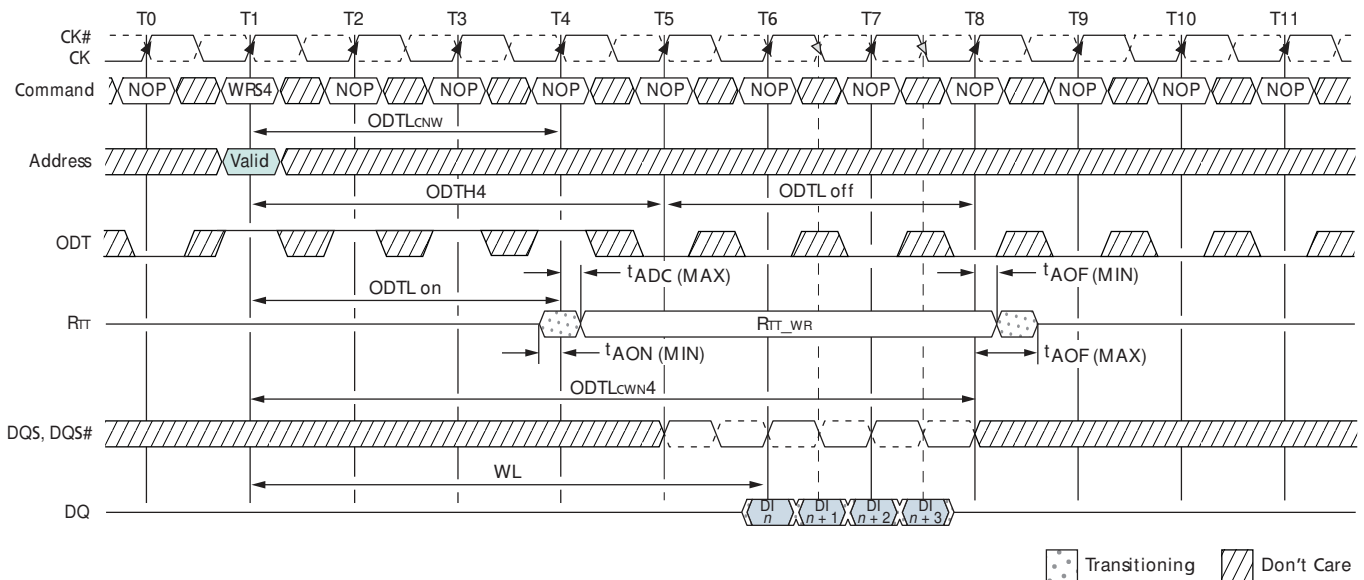 T0 T1 T2 T3 T4 T5 T6 T7 T8 T9 T10 T11
CK#
CK
Command NOP WRS4 NOP NOP NOP NOP NOP NOP NOP NOP NOP NOP
ODTLCNW
Address Valid
ODTH4 ODTL off
ODT
tADC (MAX) tAOF (MIN)
ODTL on
RTT RTT_WR
tAON (MIN) tAOF (MAX)
ODTLCWN4
DQS, DQS#
WL
DQ DI n DI n + 1 DI n + 2 DI n + 3
Transitioning Don't Care